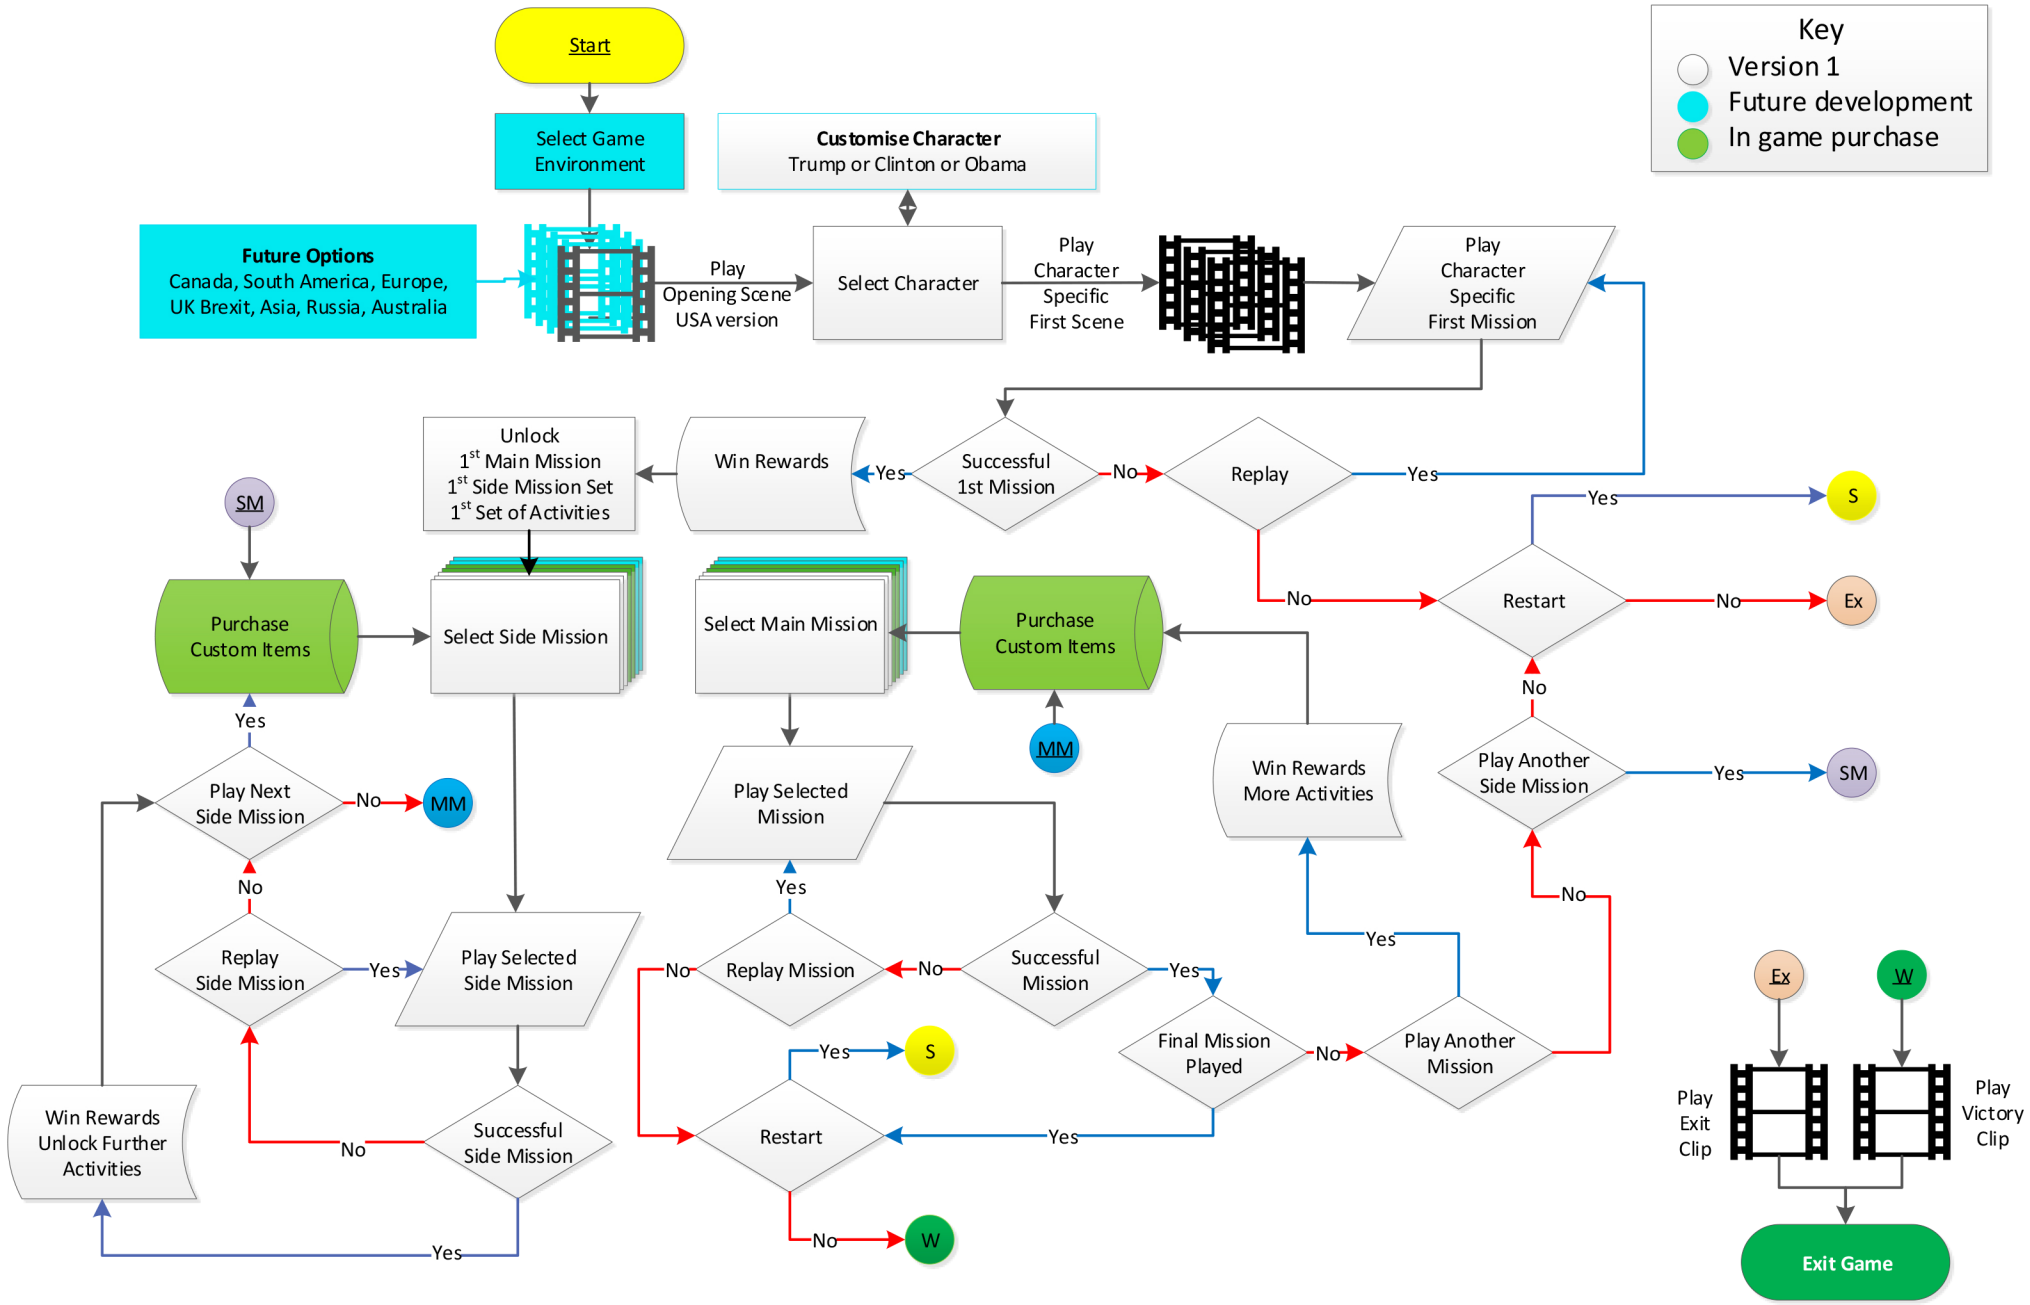 Start
Key
Version 1
Future development
In game purchase
Select Game
Environment
Customise Character
Trump or Clinton or Obama
Future Options
Canada, South America, Europe,
UK Brexit, Asia, Russia, Australia
Play
Opening Scene
USA version
Select Character
Play
Character
Specific
First Scene
Play
Character
Specific
First Mission
Unlock
1st Main Mission
1st Side Mission Set
1st Set of Activities
Win Rewards
Yes
Successful
1st Mission
No
Replay
Yes
No
SM
Yes
S
Restart
No
Ex
Purchase
Custom Items
Select Side Mission
Select Main Mission
Purchase
Custom Items
MM
No
Yes
Play Next
Side Mission
No
MM
Play Selected
Mission
Win Rewards
More Activities
Play Another
Side Mission
Yes
SM
No
Yes
No
Replay
Side Mission
Yes
Play Selected
Side Mission
No
Replay Mission
No
Successful
Mission
Yes
Yes
Ex
W
Final Mission
Played
No
Play Another
Mission
Yes
S
Restart
Yes
No
W
Win Rewards
Unlock Further
Activities
No
Successful
Side Mission
Yes
Play
Exit
Clip
Play
Victory
Clip
Exit Game